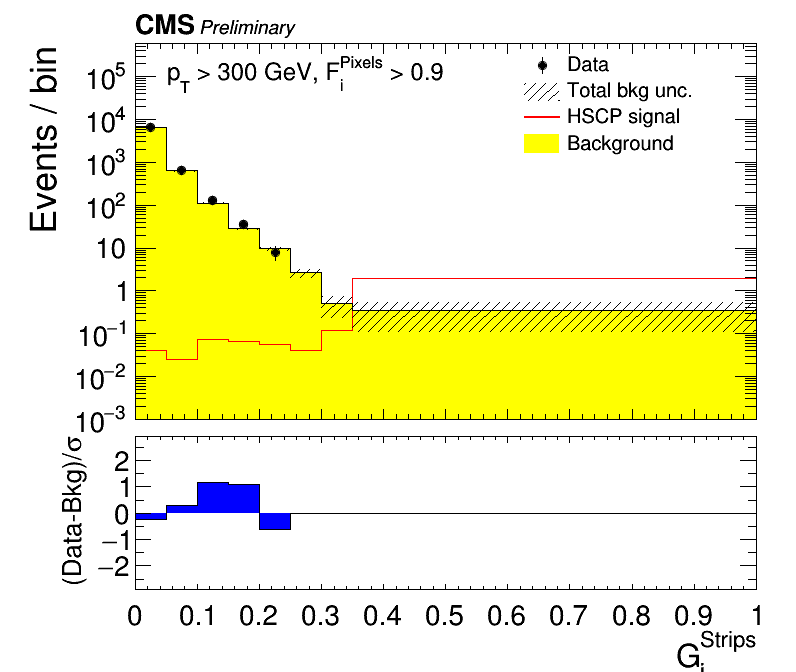 CMS Preliminary
p_T > 300 GeV, F_i^Pixels > 0.9
Data
Total bkg unc.
HSCP signal
Background
Events / bin
10^5
10^4
10^3
10^2
10
1
10^−1
10^−2
10^−3
(Data-Bkg)/σ
2
1
0
−1
−2
0 0.1 0.2 0.3 0.4 0.5 0.6 0.7 0.8 0.9 1
G_i^Strips